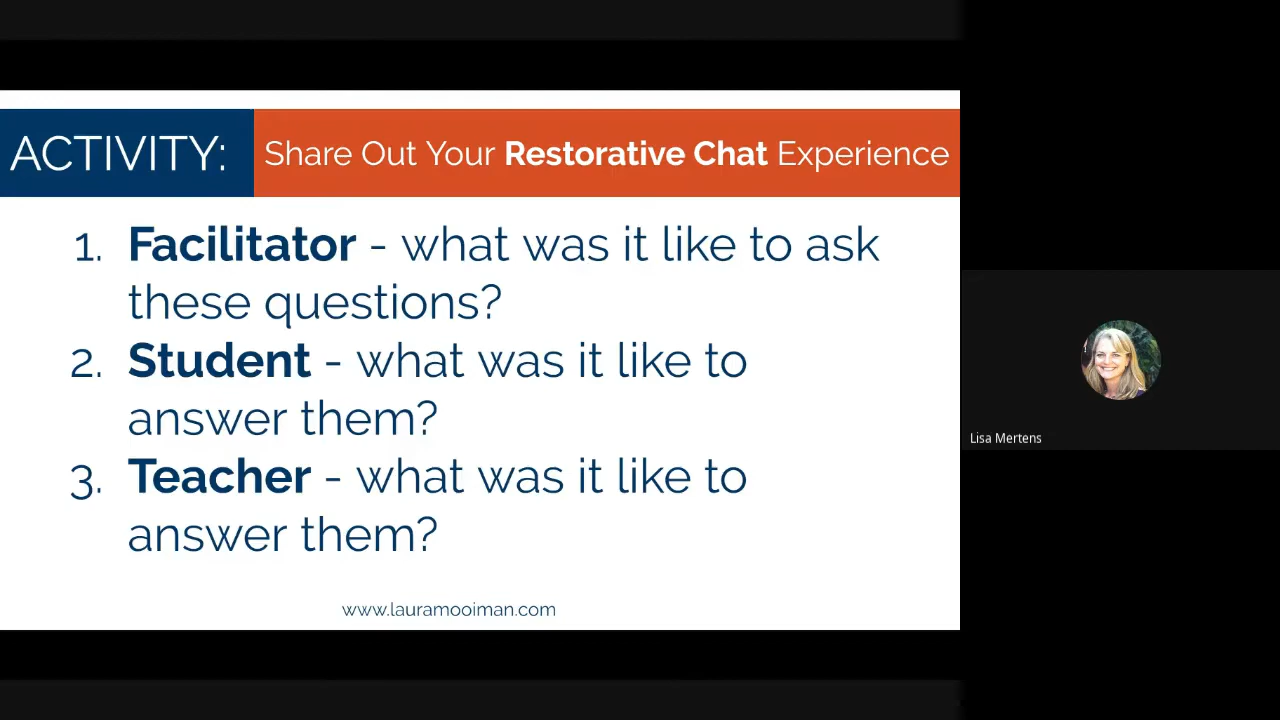 ACTIVITY: Share Out Your Restorative Chat Experience
1. Facilitator - what was it like to ask
these questions?
2. Student - what was it like to
answer them?
3. Teacher - what was it like to
answer them?
www.lauramooiman.com
Lisa Mertens